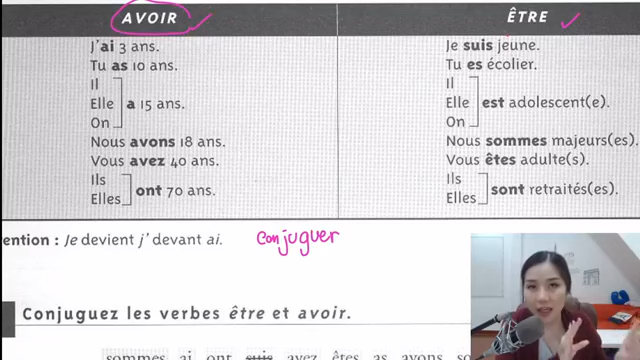 AVOIR
J'ai 3 ans.
Tu as 10 ans.
Il
Elle a 15 ans.
On
Nous avons 18 ans.
Vous avez 40 ans.
Ils
ont 70 ans.
Elles
ÊTRE
Je suis jeune.
Tu es écolier.
Il
Elle est adolescent(e).
On
Nous sommes majeurs(es).
Vous êtes adulte(s).
Ils
sont retraités(es).
Elles
ention : Je devient j' devant ai.
conjuguer
Conjuguez les verbes être et avoir.
sommes ai ont suis avez êtes as avons so